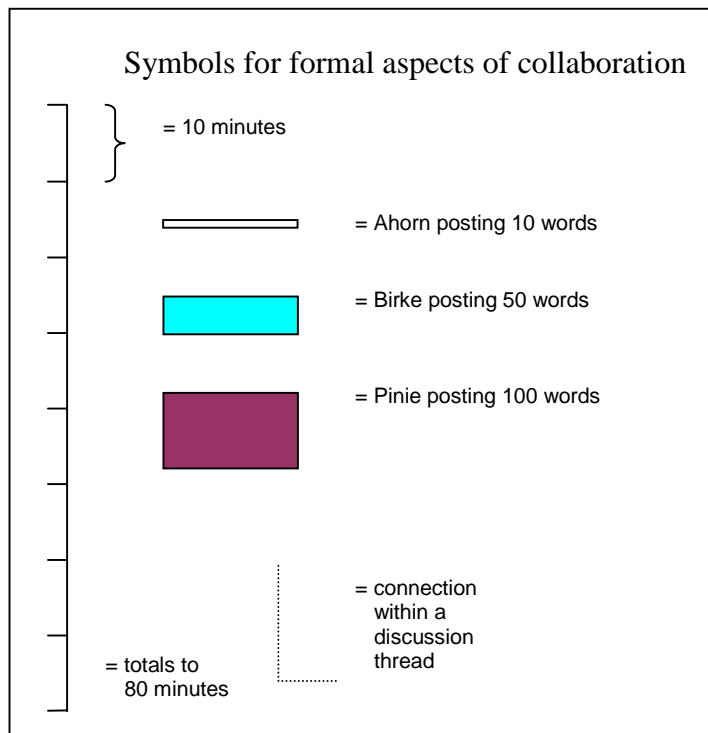 Symbols for formal aspects of collaboration
= 10 minutes
= Ahorn posting 10 words
= Birke posting 50 words
= Pinie posting 100 words
= connection
within a
discussion
thread
= totals to
80 minutes